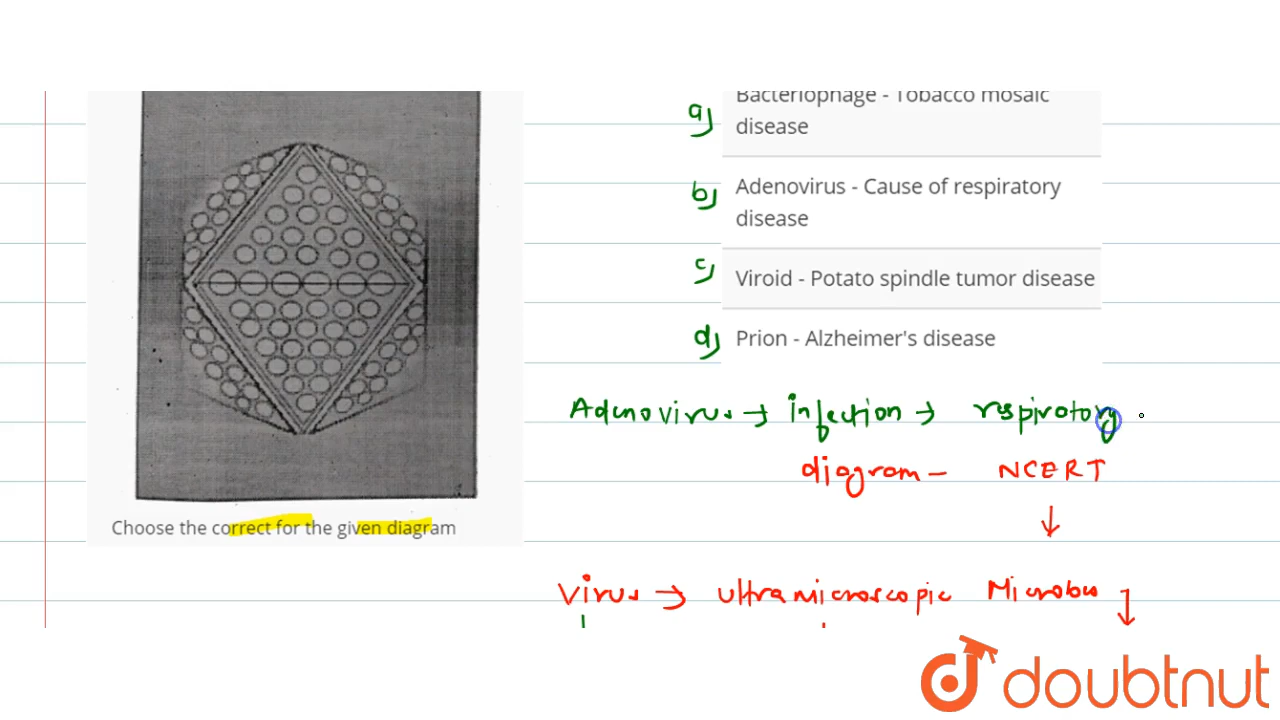 Bacteriophage - Tobacco mosaic
a) disease
b) Adenovirus - Cause of respiratory
disease
c) Viroid - Potato spindle tumor disease
d) Prion - Alzheimer's disease
Adenovirus → infection → respiratory
diagram - NCERT
Choose the correct for the given diagram
Virus → ultramicroscopic Microbes
doubtnut